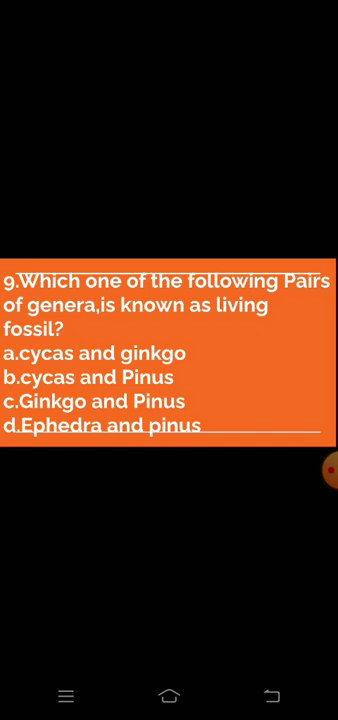 9.Which one of the following Pairs
of genera,is known as living
fossil?
a.cycas and ginkgo
b.cycas and Pinus
c.Ginkgo and Pinus
d.Ephedra and pinus